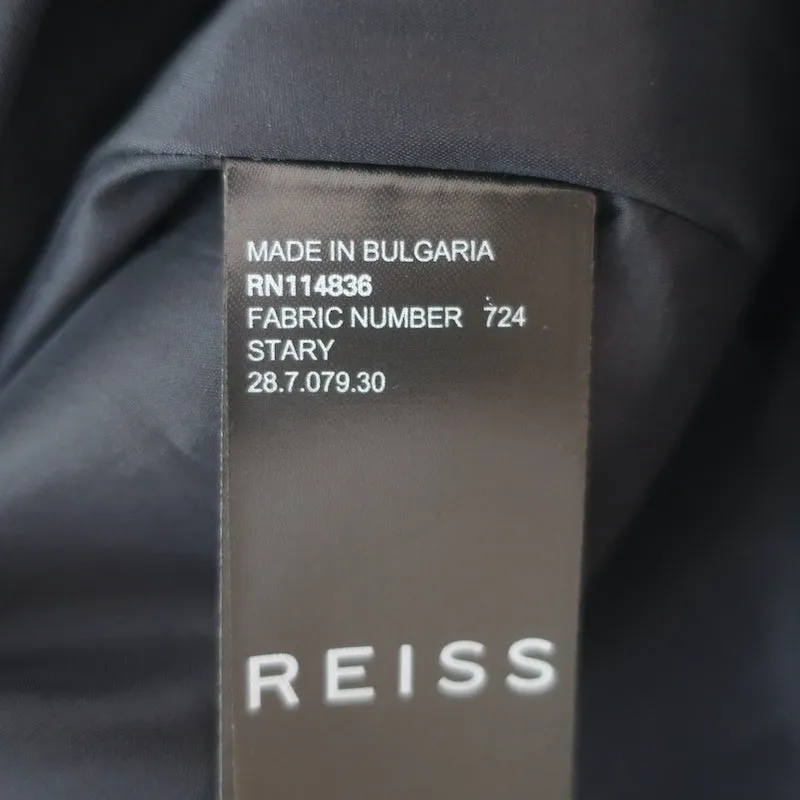 MADE IN BULGARIA
RN114836
FABRIC NUMBER 724
STARY
28.7.079.30
REISS